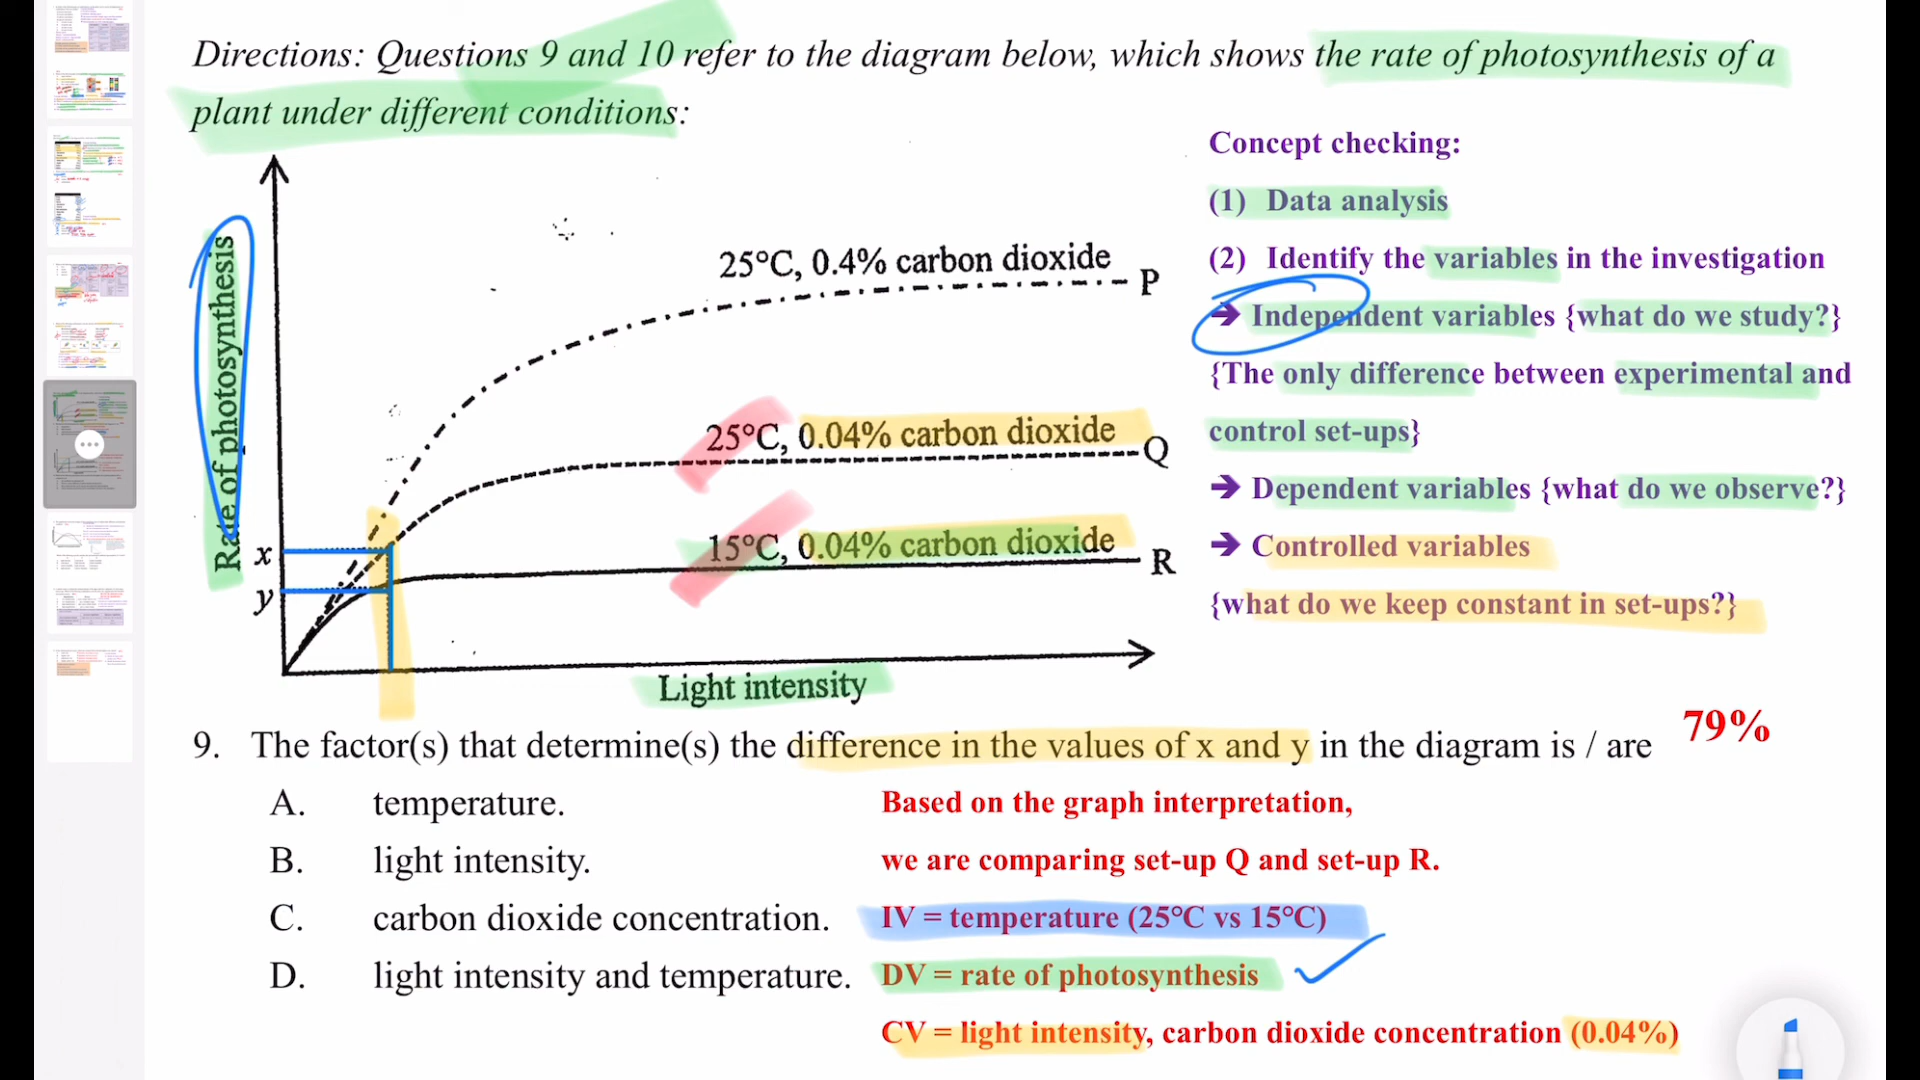 Directions: Questions 9 and 10 refer to the diagram below, which shows the rate of photosynthesis of a
plant under different conditions:
Concept checking:
(1) Data analysis
(2) Identify the variables in the investigation
➔ Independent variables {what do we study?}
{The only difference between experimental and
control set-ups}
➔ Dependent variables {what do we observe?}
➔ Controlled variables
{what do we keep constant in set-ups?}
Rate of photosynthesis
25°C, 0.4% carbon dioxide
P
25°C, 0.04% carbon dioxide
Q
15°C, 0.04% carbon dioxide
R
x
y
Light intensity
79%
9. The factor(s) that determine(s) the difference in the values of x and y in the diagram is / are
A. temperature.
B. light intensity.
C. carbon dioxide concentration.
D. light intensity and temperature.
Based on the graph interpretation,
we are comparing set-up Q and set-up R.
IV = temperature (25°C vs 15°C)
DV = rate of photosynthesis
CV = light intensity, carbon dioxide concentration (0.04%)